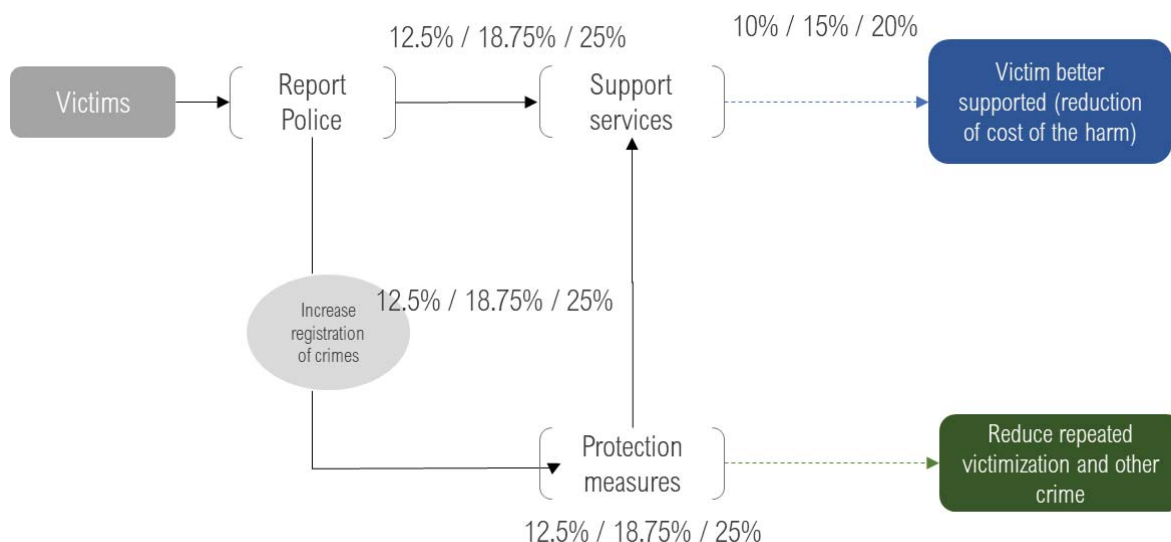 12.5% / 18.75% / 25%
10% / 15% / 20%
Victims
Report
Police
Support
services
Victim better
supported (reduction
of cost of the harm)
Increase
registration
of crimes
12.5% / 18.75% / 25%
Protection
measures
Reduce repeated
victimization and other
crime
12.5% / 18.75% / 25%